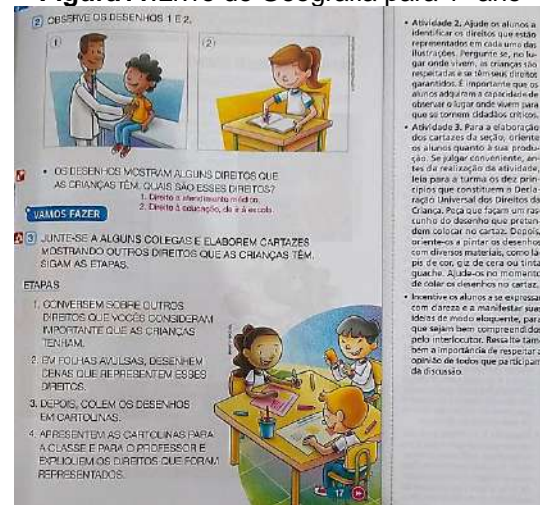 2 OBSERVE OS DESENHOS 1 E 2.
(1)
(2)
• OS DESENHOS MOSTRAM ALGUNS DIREITOS QUE
AS CRIANÇAS TÊM. QUAIS SÃO ESSES DIREITOS?
1. Direito a atendimento médico.
2. Direito à educação, de ir à escola.
VAMOS FAZER
3 JUNTE-SE A ALGUNS COLEGAS E ELABOREM CARTAZES
MOSTRANDO OUTROS DIREITOS QUE AS CRIANÇAS TÊM.
SIGAM AS ETAPAS.
ETAPAS
1. CONVERSEM SOBRE OUTROS
DIREITOS QUE VOCÊS CONSIDERAM
IMPORTANTE QUE AS CRIANÇAS
TENHAM.
2. EM FOLHAS AVULSAS, DESENHEM
CENAS QUE REPRESENTEM ESSES
DIREITOS.
3. DEPOIS, COLEM OS DESENHOS
EM CARTOLINAS.
4. APRESENTEM AS CARTOLINAS PARA
A CLASSE E PARA O PROFESSOR E
EXPLIQUEM OS DIREITOS QUE FORAM
REPRESENTADOS.
17
• Atividade 2. Ajude os alunos a
identificar os direitos que estão
representados em cada uma das
ilustrações. Pergunte se, no lu-
gar onde vivem, as crianças são
respeitadas e se têm seus direitos
garantidos. É importante que os
alunos adquiram a capacidade de
observar o lugar onde vivem para
que se tornem cidadãos críticos.
• Atividade 3. Para a elaboração
dos cartazes da seção, oriente
os alunos quanto à sua produ-
ção. Se julgar conveniente, an-
tes da realização da atividade,
leia para a turma os dez prin-
cípios que constituem a Decla-
ração Universal dos Direitos da
Criança. Peça que façam um ras-
cunho do desenho que preten-
dem colocar no cartaz. Depois,
oriente-os a pintar os desenhos
com diversos materiais, como lá-
pis de cor, giz de cera ou tinta
guache. Ajude-os no momento
de colar os desenhos no cartaz.
• Incentive os alunos a se expressar
com clareza e a manifestar suas
ideias de modo eloquente, para
que sejam bem compreendidos
pelo interlocutor. Ressalte tam-
bém a importância de respeitar a
opinião de todos que participam
da discussão.